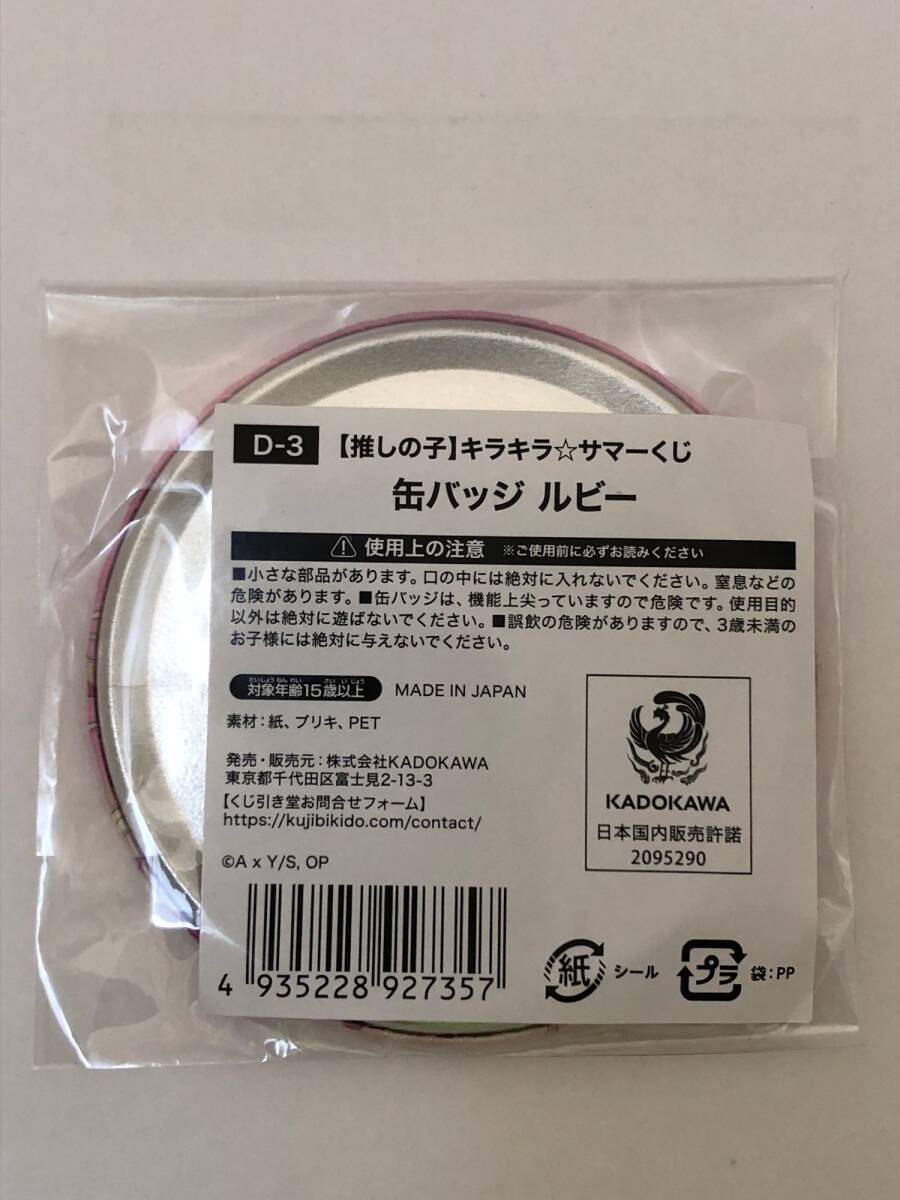 D-3 【推しの子】キラキラ☆サマーくじ
缶バッジ ルビー
使用上の注意 ※ご使用前に必ずお読みください
■小さな部品があります。口の中には絶対に入れないでください。窒息などの
危険があります。■缶バッジは、機能上尖っていますので危険です。使用目的
以外は絶対に遊ばないでください。■誤飲の危険がありますので、3歳未満の
お子様には絶対に与えないでください。
たいしょうねんれい さいいじょう
対象年齢15歳以上 MADE IN JAPAN
素材：紙、ブリキ、PET
発売・販売元：株式会社KADOKAWA
東京都千代田区富士見2-13-3
【くじ引き堂お問合せフォーム】
https://kujibikido.com/contact/
©A x Y/S, OP
KADOKAWA
日本国内販売許諾
2095290
4 935228 927357
紙 シール
プラ 袋：PP